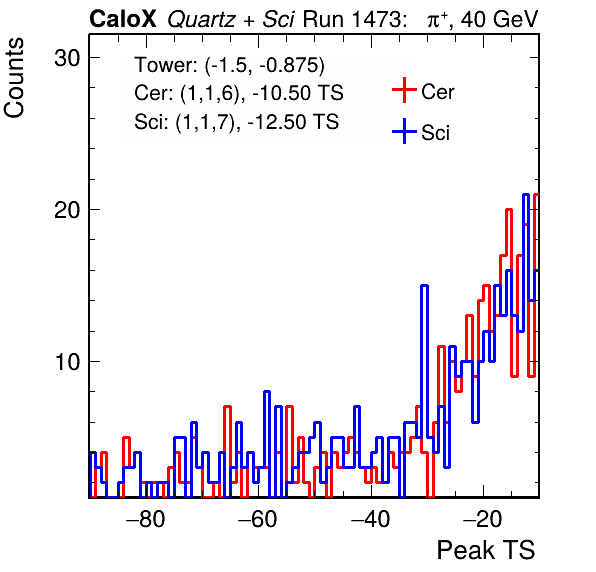 CaloX Quartz + Sci Run 1473: π+, 40 GeV
Counts
30
20
10
Tower: (-1.5, -0.875)
Cer: (1,1,6), -10.50 TS
Sci: (1,1,7), -12.50 TS
Cer
Sci
−80 −60 −40 −20
Peak TS